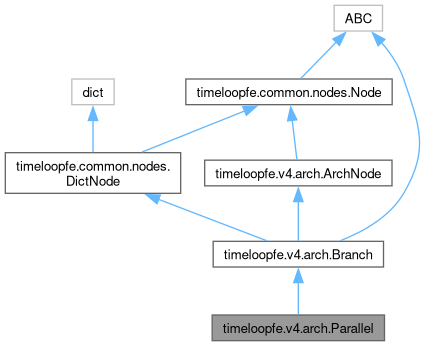 ABC
dict
timeloopfe.common.nodes.Node
timeloopfe.common.nodes.
DictNode
timeloopfe.v4.arch.ArchNode
timeloopfe.v4.arch.Branch
timeloopfe.v4.arch.Parallel